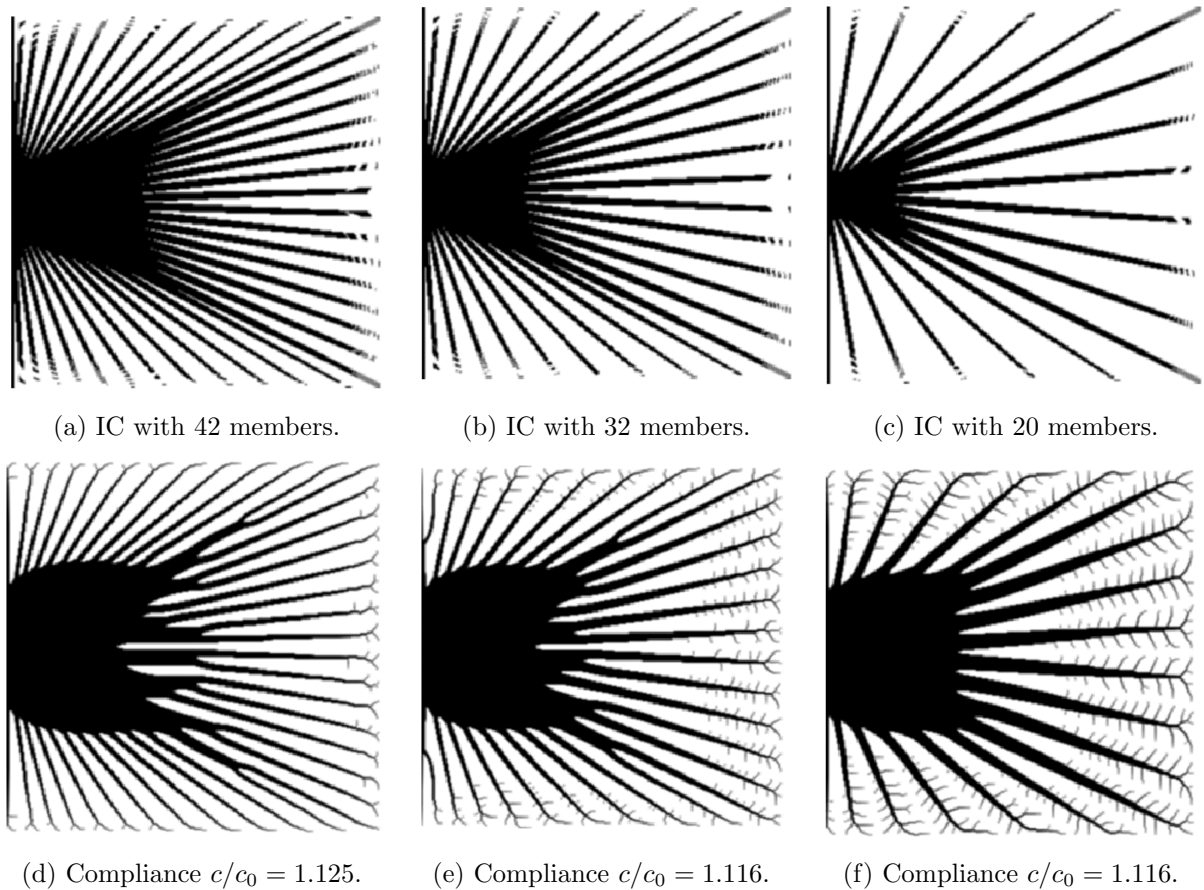 (a) IC with 42 members.
(b) IC with 32 members.
(c) IC with 20 members.
(d) Compliance c/c₀ = 1.125.
(e) Compliance c/c₀ = 1.116.
(f) Compliance c/c₀ = 1.116.